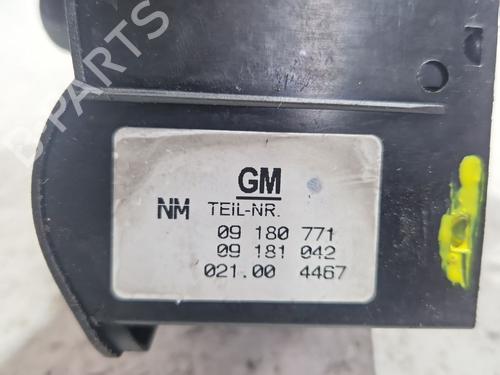 B-PARTS
GM
NM TEIL-NR.
09 180 771
09 181 042
021.00 4467